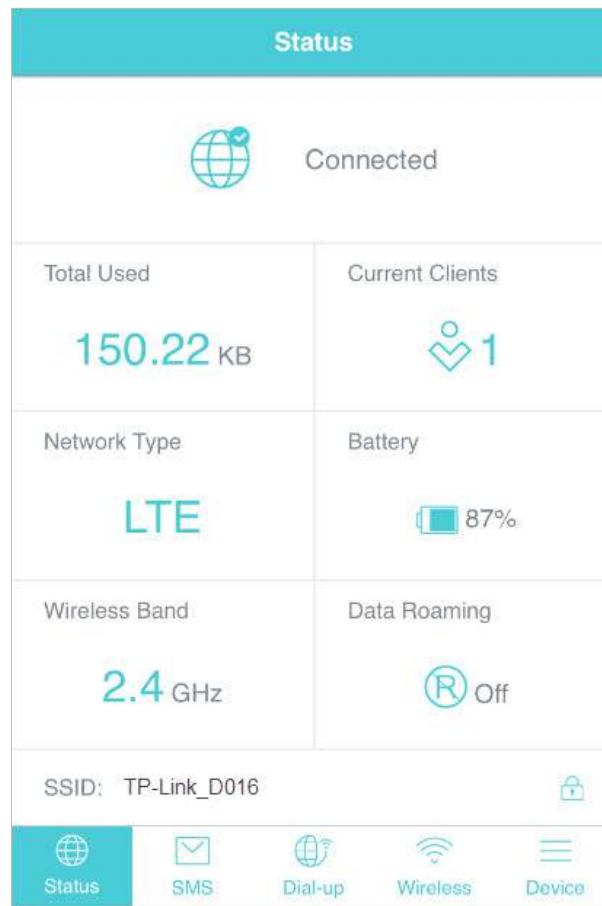 Status
Connected
Total Used
Current Clients
150.22 KB
1
Network Type
Battery
LTE
87%
Wireless Band
Data Roaming
2.4 GHz
R Off
SSID: TP-Link_D016
Status
SMS
Dial-up
Wireless
Device